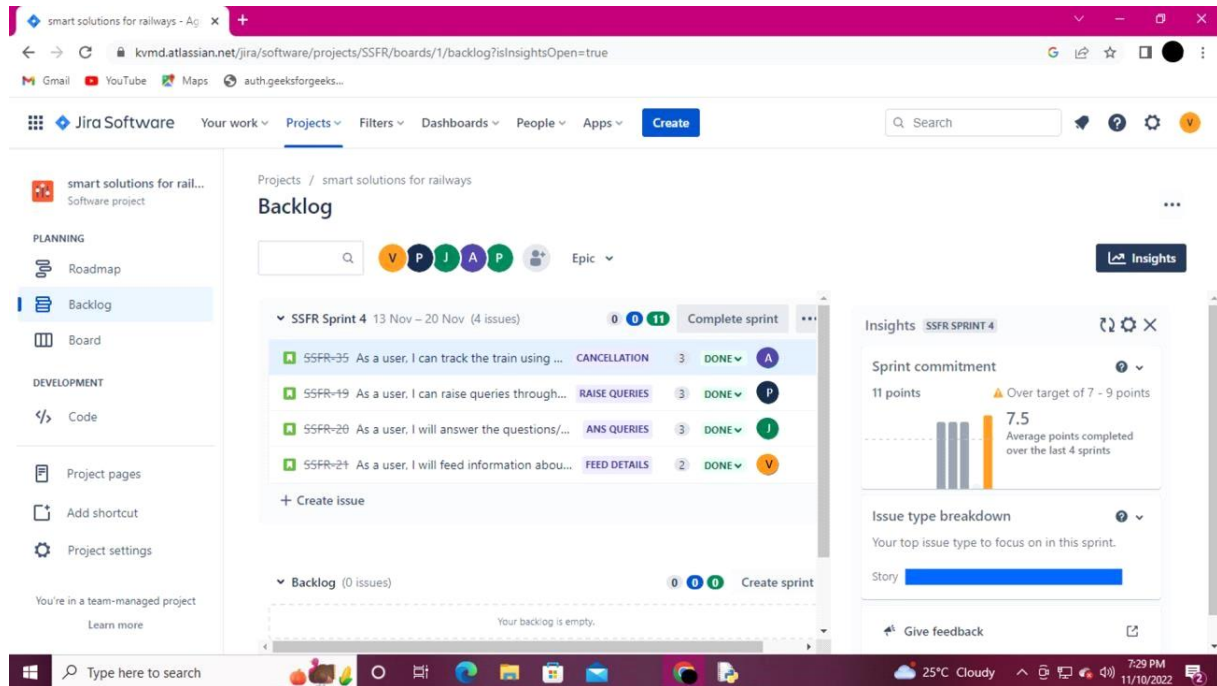 smart solutions for railways - Ag
kvmd.atlassian.net/jira/software/projects/SSFR/boards/1/backlog?isInsightsOpen=true
Gmail YouTube Maps auth.geeksforgeeks...
Jira Software Your work Projects Filters Dashboards People Apps Create Search V
smart solutions for rail...
Software project
PLANNING
Roadmap
Backlog
Board
DEVELOPMENT
Code
Project pages
Add shortcut
Project settings
You're in a team-managed project
Learn more
Projects / smart solutions for railways
Backlog
V P J A P Epic
Insights
SSFR Sprint 4 13 Nov – 20 Nov (4 issues) 0 0 11 Complete sprint
SSFR-35 As a user, I can track the train using ... CANCELLATION 3 DONE A
SSFR-19 As a user, I can raise queries through... RAISE QUERIES 3 DONE P
SSFR-20 As a user, I will answer the questions/... ANS QUERIES 3 DONE J
SSFR-21 As a user, I will feed information abou... FEED DETAILS 2 DONE V
+ Create issue
Backlog (0 issues) 0 0 0 Create sprint
Your backlog is empty.
Insights SSFR SPRINT 4
Sprint commitment
11 points Over target of 7 - 9 points
7.5
Average points completed
over the last 4 sprints
Issue type breakdown
Your top issue type to focus on in this sprint.
Story
Give feedback
Type here to search
25°C Cloudy
7:29 PM
11/10/2022
2